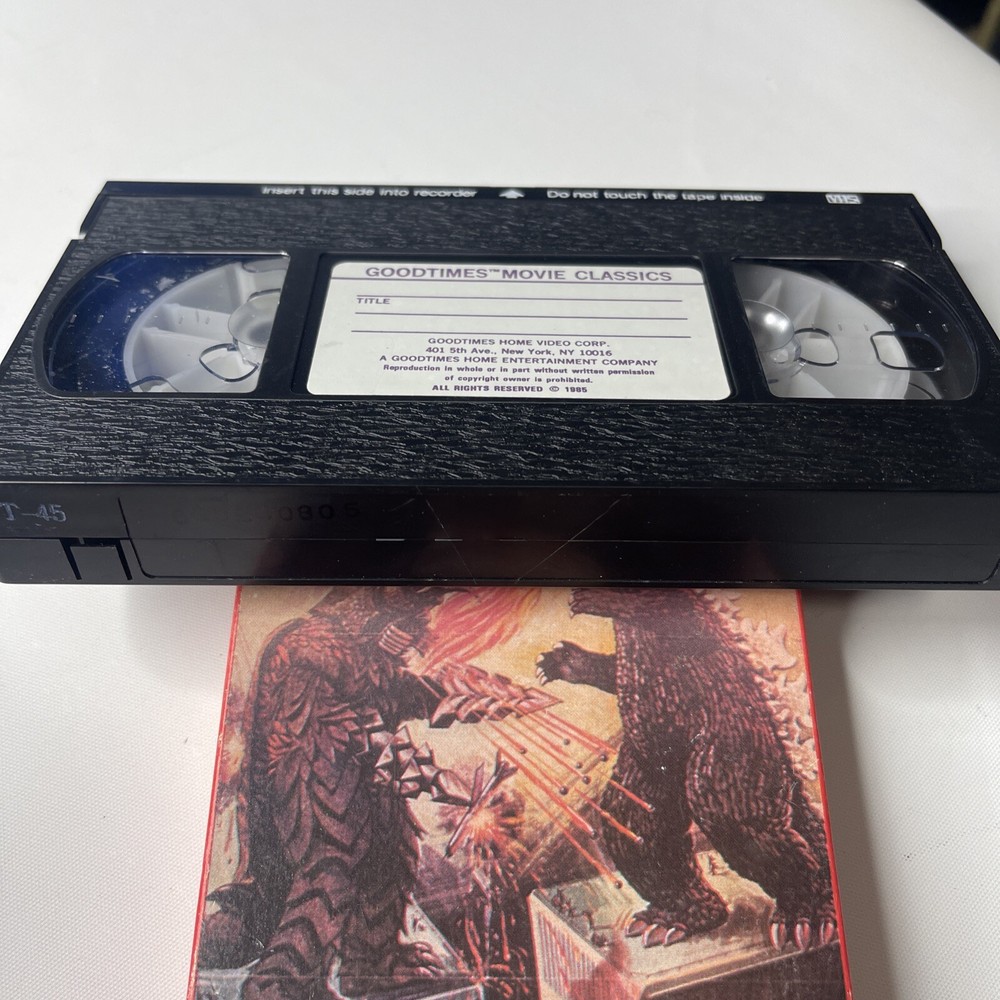 Insert this side into recorder Do not touch the tape inside VHS
GOODTIMES™ MOVIE CLASSICS
TITLE
GOODTIMES HOME VIDEO CORP.
401 5th Ave., New York, NY 10016
A GOODTIMES HOME ENTERTAINMENT COMPANY
Reproduction in whole or in part without written permission
of copyright owner is prohibited.
ALL RIGHTS RESERVED © 1985
T-45